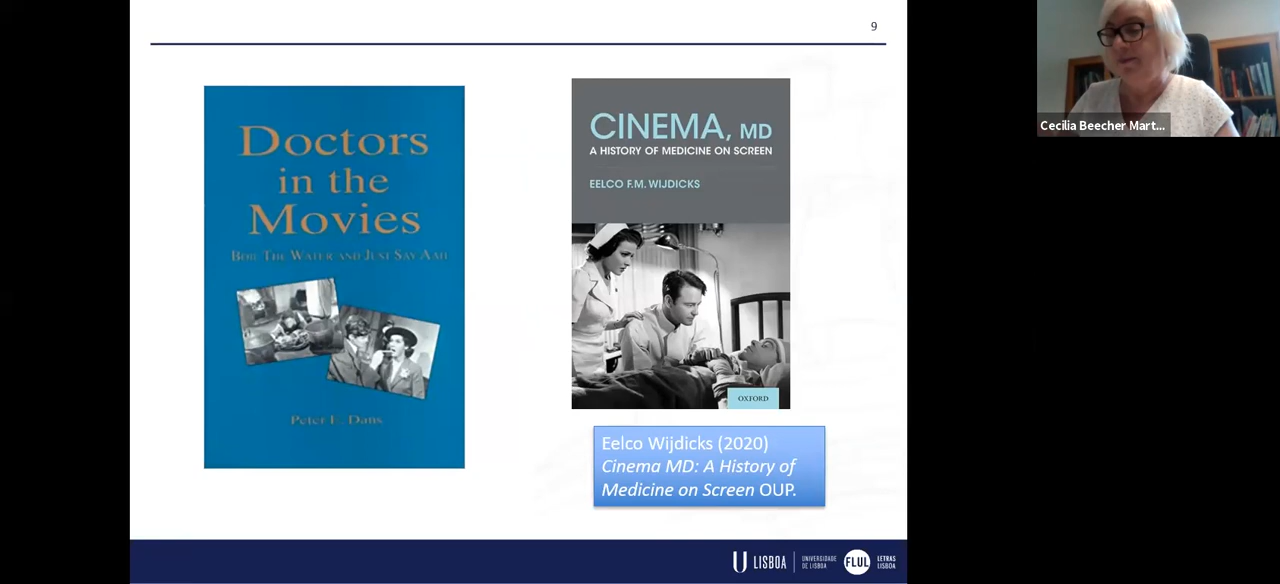 9
Doctors
in the
Movies
BOIL THE WATER AND JUST SAY AAH
Peter E. Dans
CINEMA, MD
A HISTORY OF MEDICINE ON SCREEN
EELCO F.M. WIJDICKS
OXFORD
Eelco Wijdicks (2020)
Cinema MD: A History of
Medicine on Screen OUP.
U LISBOA
UNIVERSIDADE
DE LISBOA
FLUL
LETRAS
LISBOA
Cecilia Beecher Mart...